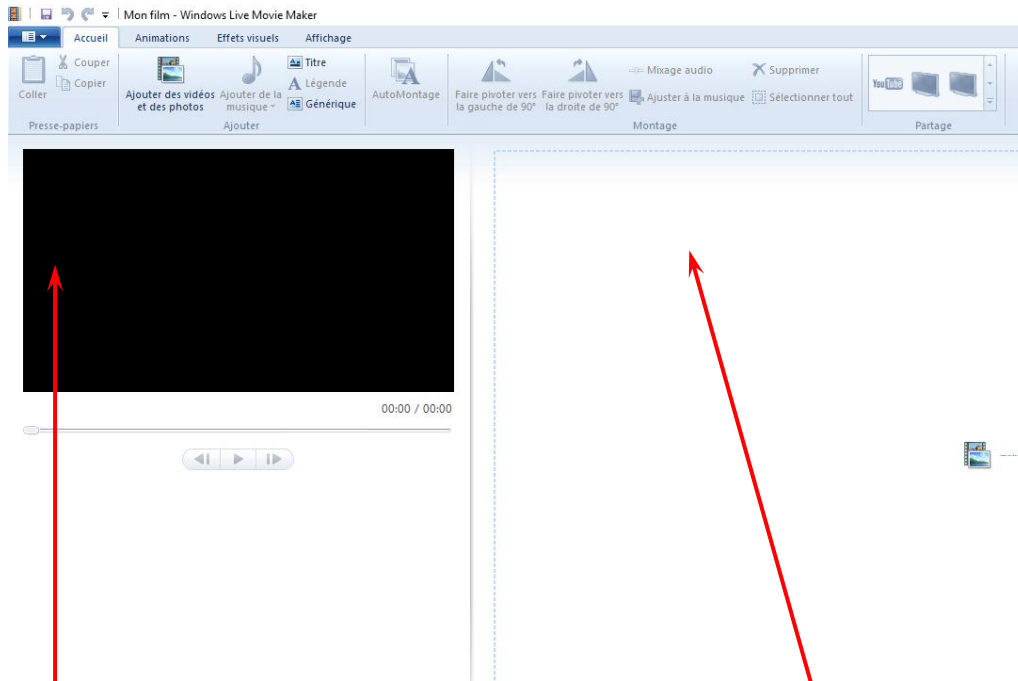 Mon film - Windows Live Movie Maker
Accueil Animations Effets visuels Affichage
Coller
Couper
Copier
Presse-papiers
Ajouter des vidéos
et des photos
Ajouter de la
musique
Titre
Légende
Générique
Ajouter
AutoMontage
Faire pivoter vers
la gauche de 90°
Faire pivoter vers
la droite de 90°
Mixage audio
Ajuster à la musique
Supprimer
Sélectionner tout
Montage
You Tube
Partage
00:00 / 00:00